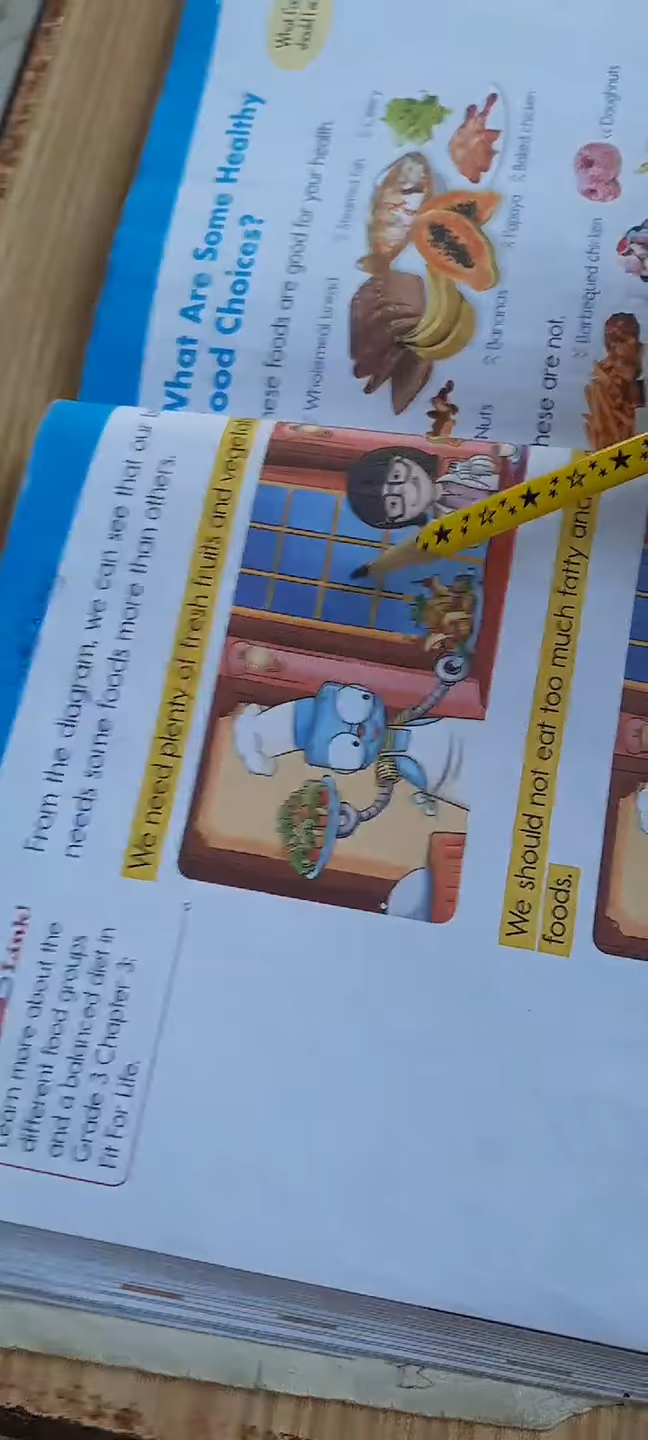 Link!
Learn more about the
different food groups
and a balanced diet in
Grade 3 Chapter 3:
Fit For Life.
From the diagram, we can see that our
needs some foods more than others.
We need plenty of fresh fruits and
We should not eat too much fatty and
foods.
What Are Some Healthy
ood Choices?
hese foods are good for your health.
Wholemeal bread
Steamed fish
Celery
Nuts
Bananas
Papaya
Baked chicken
hese are not.
Barbequed chicken
Doughnuts